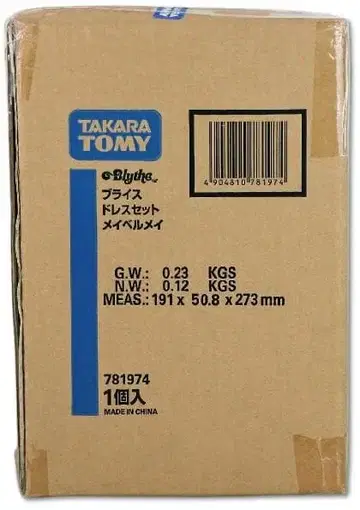 TAKARA
TOMY
Blythe
ブライス
ドレスセット
メイベルメイ
4904810781974
G.W.: 0.23 KGS
N.W.: 0.12 KGS
MEAS.: 191 x 50.8 x 273 mm
781974
1個入
MADE IN CHINA